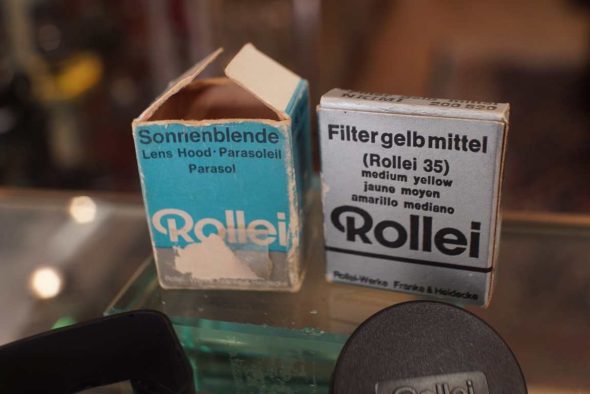 Sonnenblende
Lens Hood · Parasoleil
Parasol
Rollei
Filter gelb mittel
(Rollei 35)
medium yellow
jaune moyen
amarillo mediano
Rollei
Rollei-Werke Franke & Heidecke
Rollei